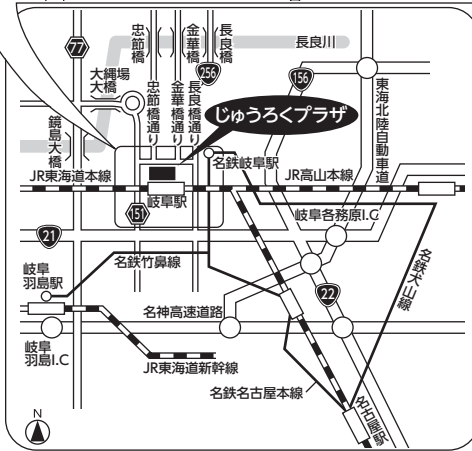 77
忠節橋
金華橋
長良橋
長良川
256
156
大縄場大橋
忠節橋通り
金華橋通り
長良橋通り
じゅうろくプラザ
東海北陸自動車道
鏡島大橋
名鉄岐阜駅
JR東海道本線
JR高山本線
岐阜駅
151
岐阜各務原I.C
21
名鉄竹鼻線
岐阜羽島駅
22
名鉄犬山線
名神高速道路
岐阜羽島I.C
JR東海道新幹線
名鉄名古屋本線
名古屋駅
N